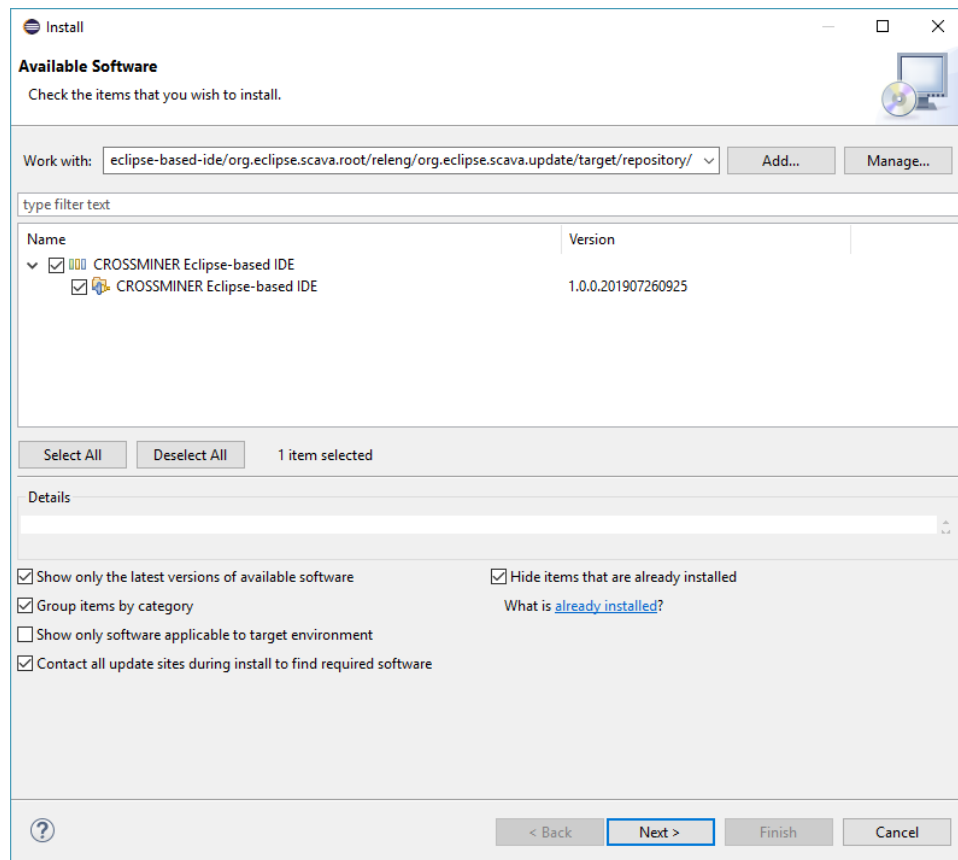 Install
Available Software
Check the items that you wish to install.
Work with: eclipse-based-ide/org.eclipse.scava.root/releng/org.eclipse.scava.update/target/repository/ Add... Manage...
type filter text
Name Version
CROSSMINER Eclipse-based IDE
CROSSMINER Eclipse-based IDE 1.0.0.201907260925
Select All Deselect All 1 item selected
Details
Show only the latest versions of available software Hide items that are already installed
Group items by category What is already installed?
Show only software applicable to target environment
Contact all update sites during install to find required software
? < Back Next > Finish Cancel